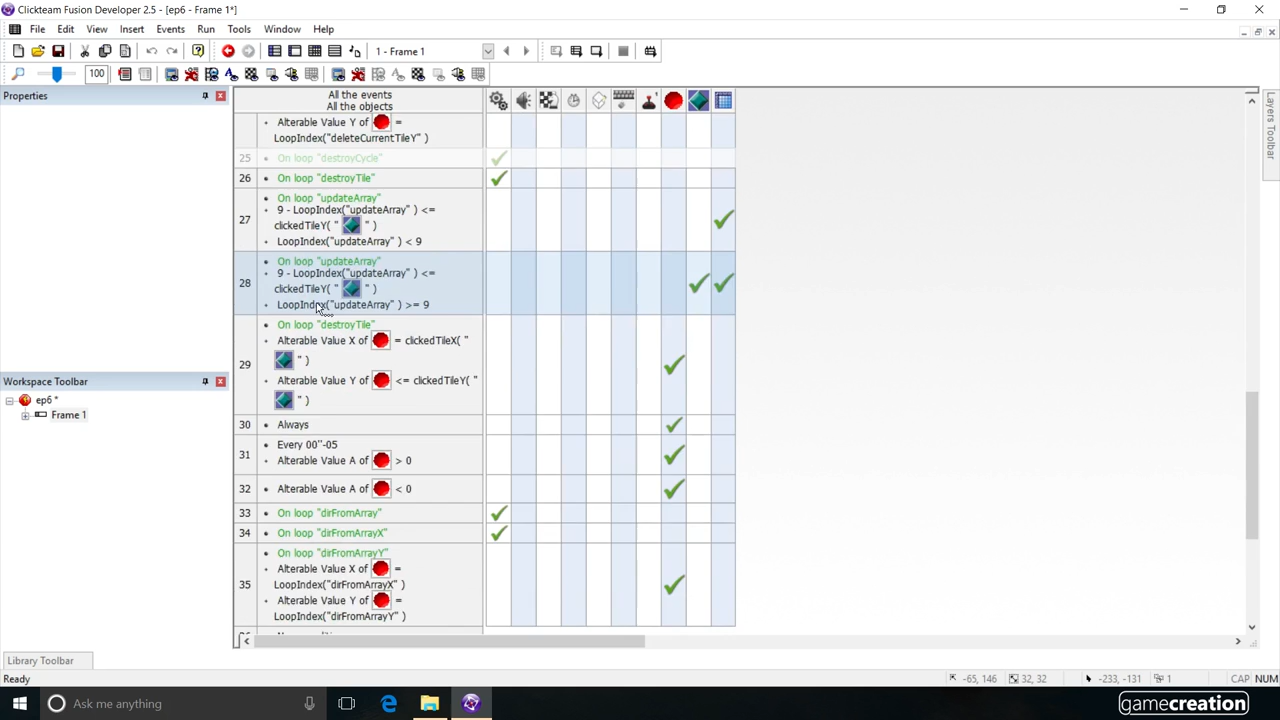 Clickteam Fusion Developer 2.5 - [ep6 - Frame 1*]
File Edit View Insert Events Run Tools Window Help
1 - Frame 1
100
Properties
All the events
All the objects
Layers Toolbar
Alterable Value Y of =
LoopIndex("deleteCurrentTileY" )
25 On loop "destroyCycle"
26 On loop "destroyTile"
27 On loop "updateArray"
9 - LoopIndex("updateArray" ) <=
clickedTileY( " " )
LoopIndex("updateArray" ) < 9
28 On loop "updateArray"
9 - LoopIndex("updateArray" ) <=
clickedTileY( " " )
LoopIndex("updateArray" ) >= 9
29 On loop "destroyTile"
Alterable Value X of = clickedTileX( "
" )
Alterable Value Y of <= clickedTileY( "
" )
30 Always
31 Every 00''-05
Alterable Value A of > 0
32 Alterable Value A of < 0
33 On loop "dirFromArray"
34 On loop "dirFromArrayX"
35 On loop "dirFromArrayY"
Alterable Value X of =
LoopIndex("dirFromArrayX" )
Alterable Value Y of =
LoopIndex("dirFromArrayY" )
Workspace Toolbar
ep6 *
Frame 1
Library Toolbar
Ready
-65, 146 32, 32 -233, -131 1 CAP NUM
Ask me anything
gamecreation